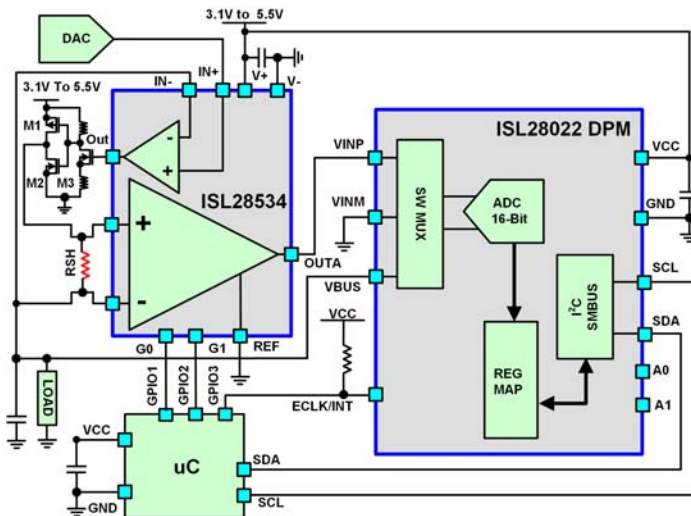 3.1V to 5.5V
DAC
IN-
IN+
V+
V-
3.1V To 5.5V
M1
Out
M2
M3
ISL28534
RSH
OUTA
G0
G1
REF
GPIO1
GPIO2
GPIO3
LOAD
VCC
GND
uC
SDA
SCL
ISL28022 DPM
VINP
VINM
VBUS
SW MUX
ADC
16-Bit
VCC
GND
SCL
SDA
I²C
SMBUS
REG
MAP
A0
A1
VCC
ECLK/INT
+
-
-
+